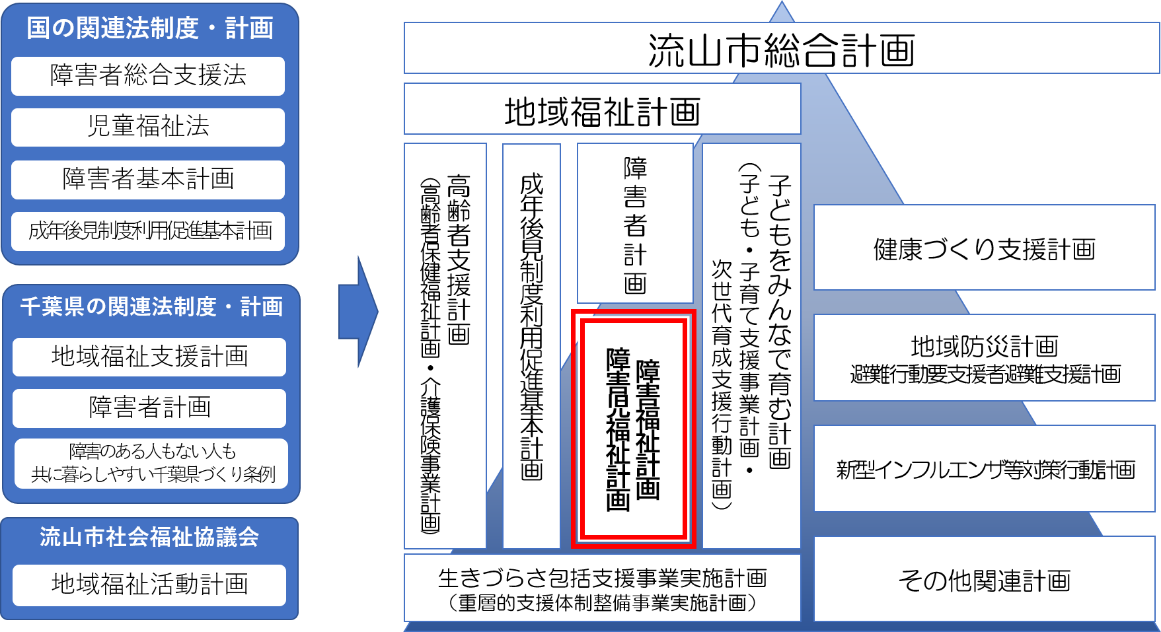 国の関連法制度・計画
障害者総合支援法
児童福祉法
障害者基本計画
成年後見制度利用促進基本計画
千葉県の関連法制度・計画
地域福祉支援計画
障害者計画
障害のある人もない人も
共に暮らしやすい千葉県づくり条例
流山市社会福祉協議会
地域福祉活動計画
流山市総合計画
地域福祉計画
高齢者支援計画
（高齢者保健福祉計画・介護保険事業計画）
成年後見制度利用促進基本計画
障害者計画
障害福祉計画
障害児福祉計画
子どもをみんなで育む計画
（子ども・子育て支援事業計画・
次世代育成支援行動計画）
生きづらさ包括支援事業実施計画
（重層的支援体制整備事業実施計画）
健康づくり支援計画
地域防災計画
避難行動要支援者避難支援計画
新型インフルエンザ等対策行動計画
その他関連計画